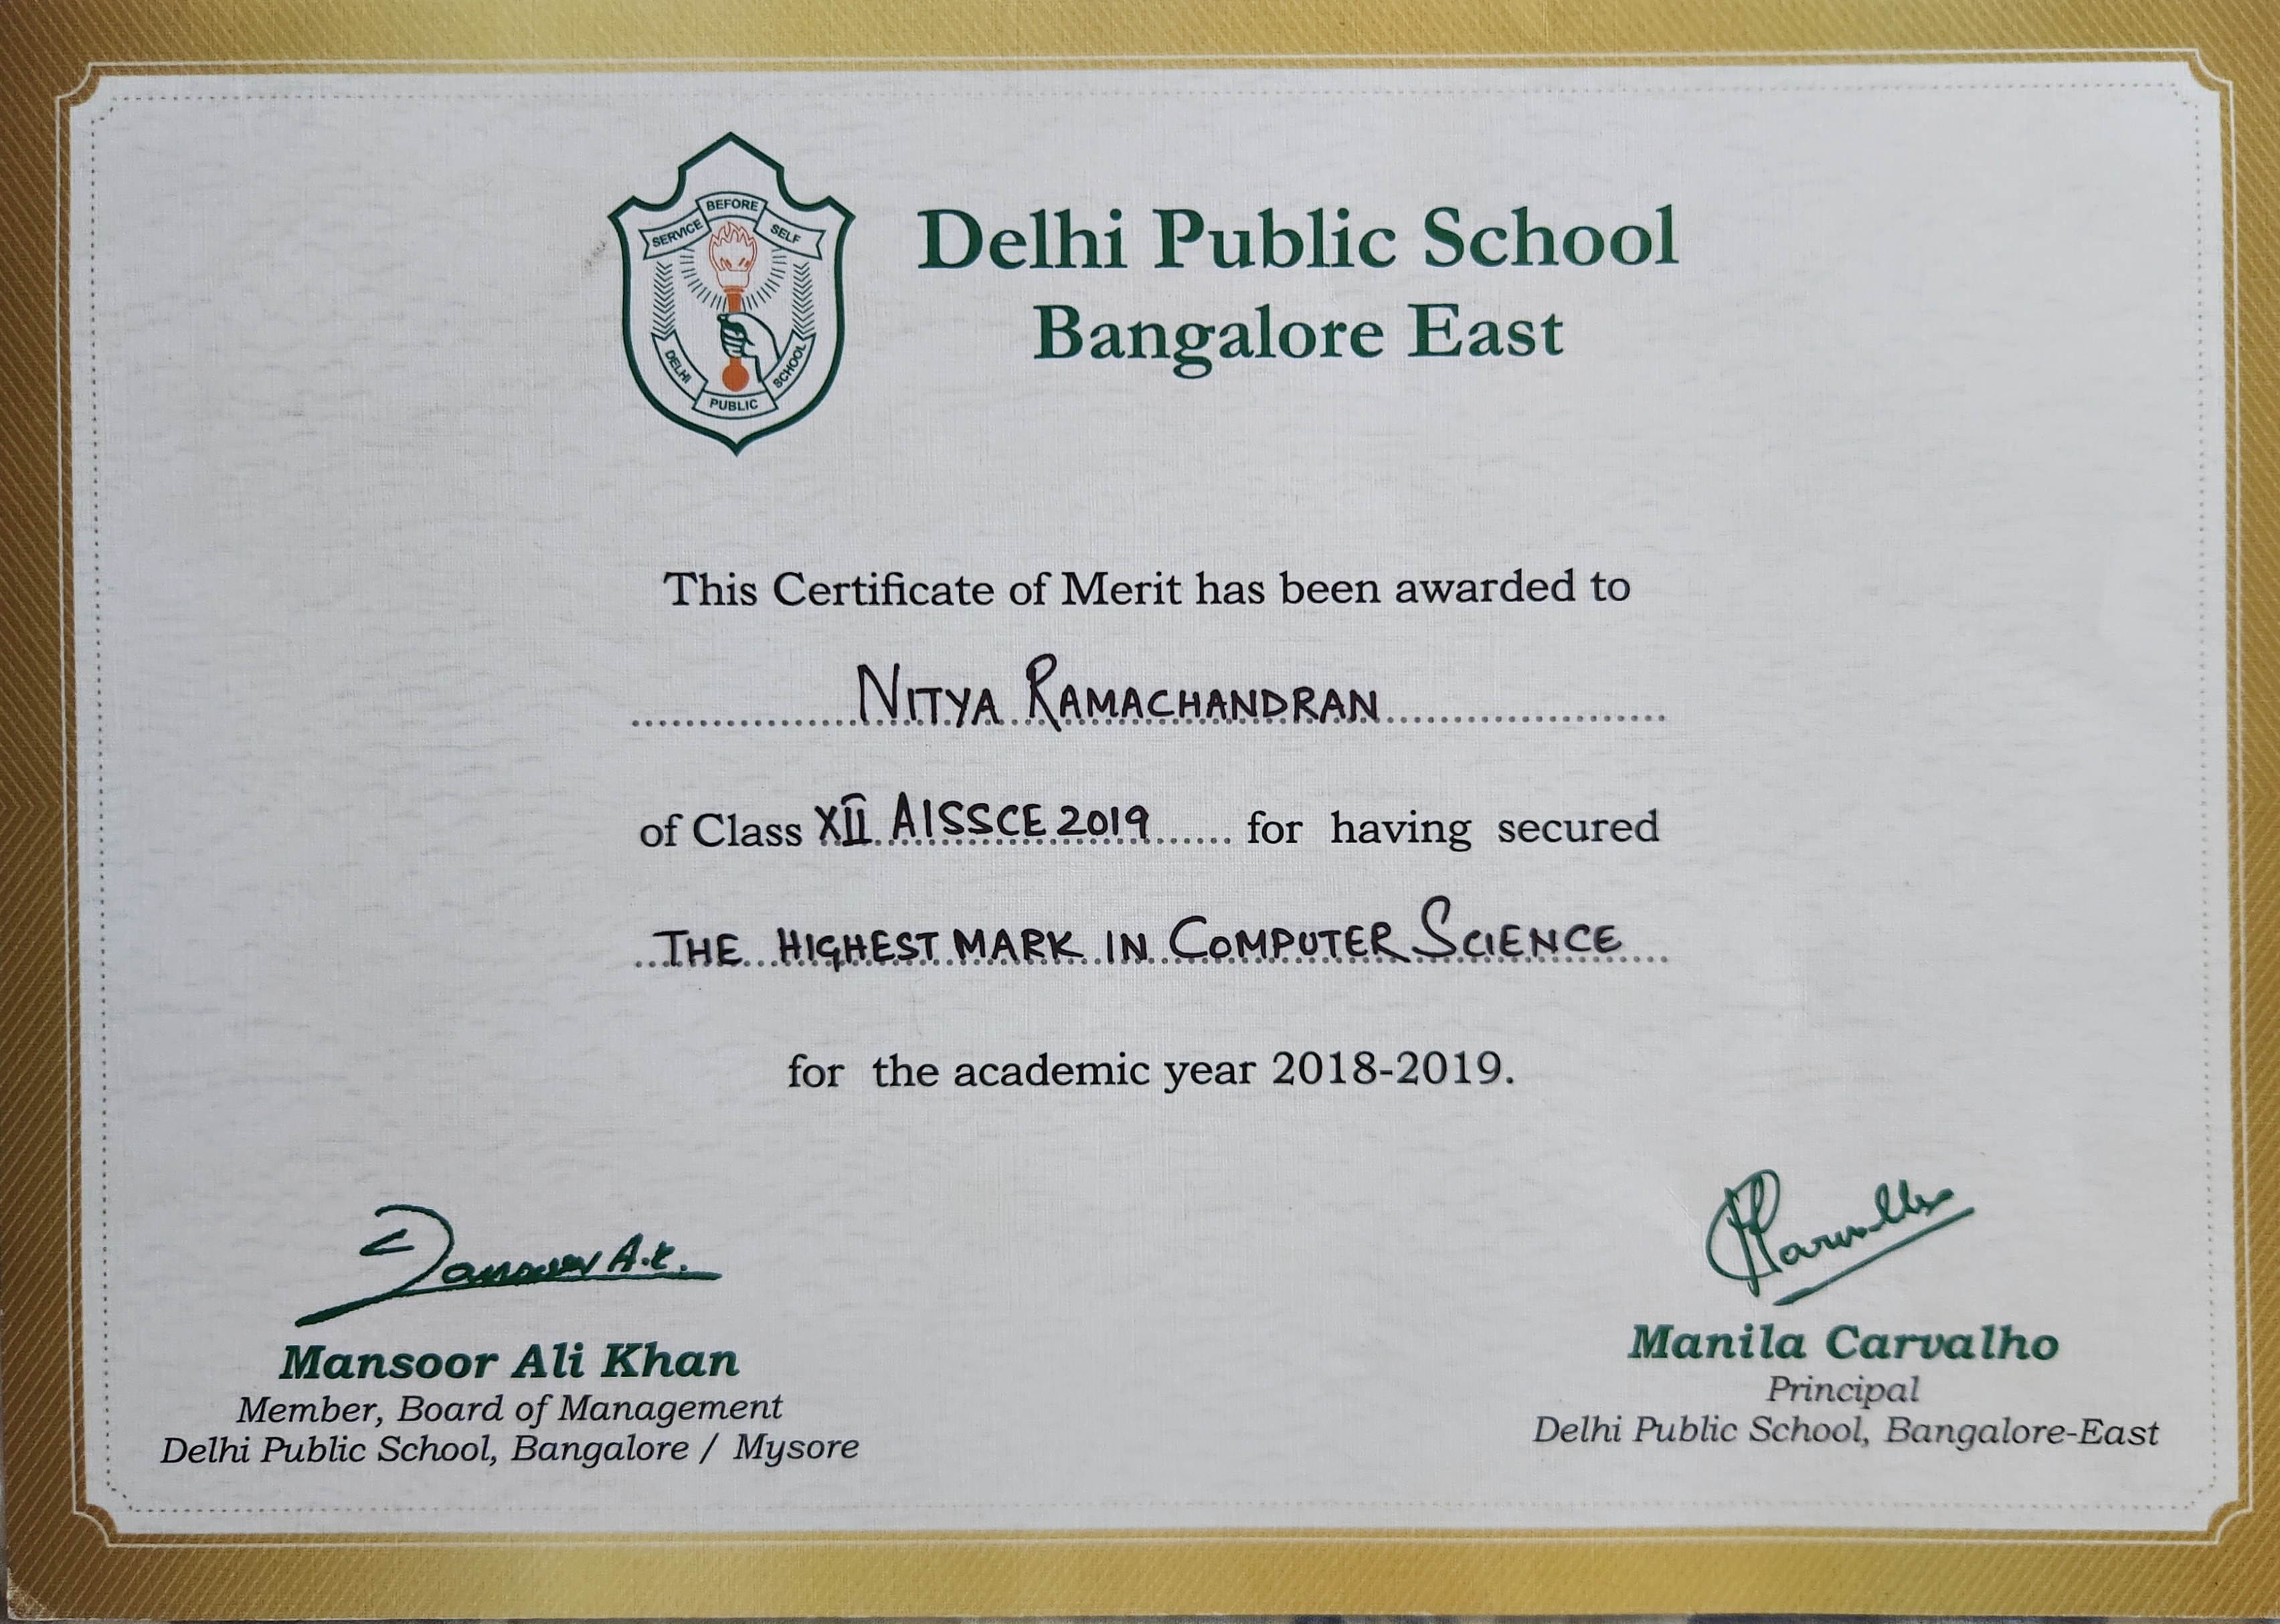 SERVICE BEFORE SELF
DELHI PUBLIC SCHOOL
Delhi Public School
Bangalore East
This Certificate of Merit has been awarded to
NITYA RAMACHANDRAN
of Class XII AISSCE 2019 for having secured
THE HIGHEST MARK IN COMPUTER SCIENCE
for the academic year 2018-2019.
Mansoor A.K.
Mansoor Ali Khan
Member, Board of Management
Delhi Public School, Bangalore / Mysore
Manila Carvalho
Principal
Delhi Public School, Bangalore-East